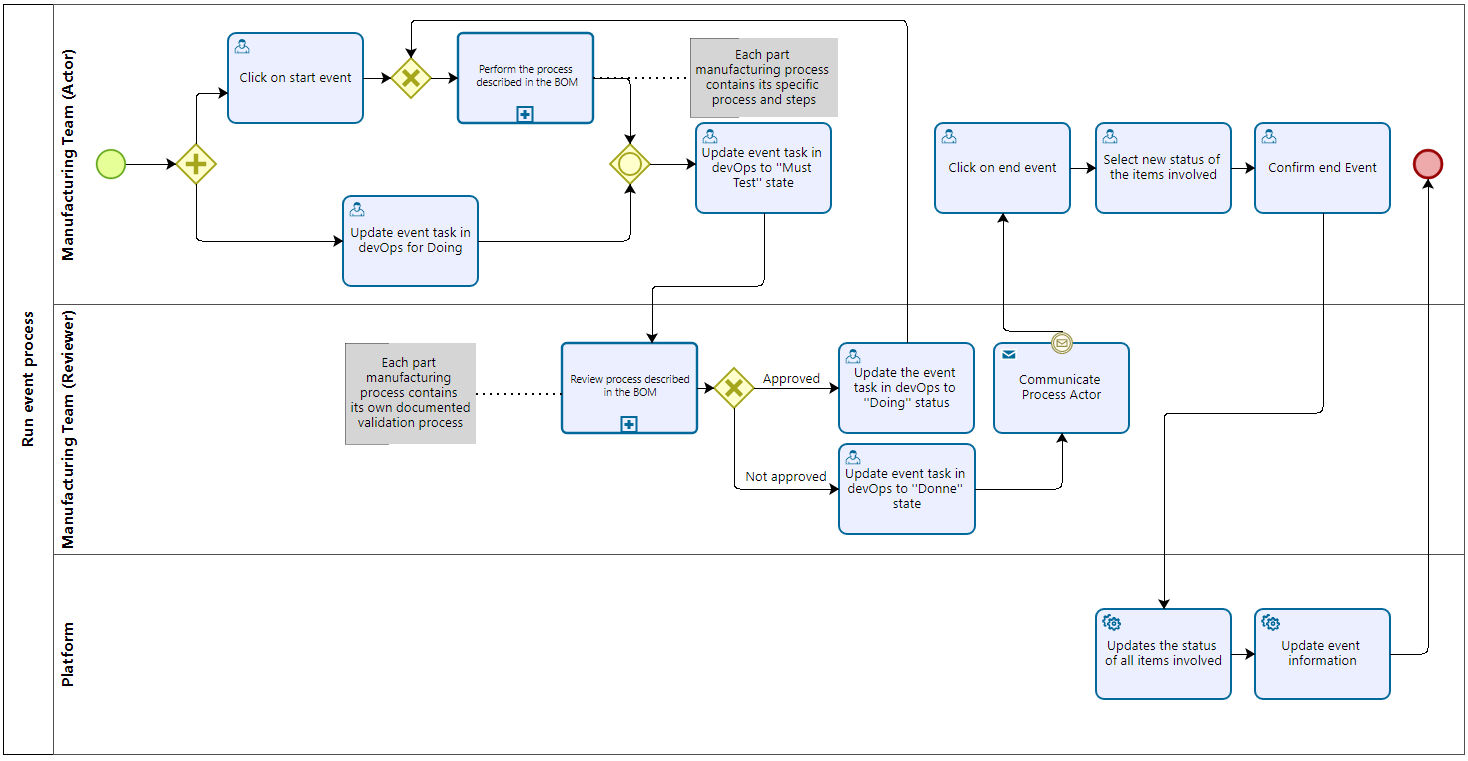 Run event process
Manufacturing Team (Actor)
Click on start event
Perform the process
described in the BOM
Each part
manufacturing process
contains its specific
process and steps
Update event task in
devOps for Doing
Update event task in
devOps to "Must
Test" state
Click on end event
Select new status of
the items involved
Confirm end Event
Manufacturing Team (Reviewer)
Each part
manufacturing
process contains
its own documented
validation process
Review process described
in the BOM
Approved
Not approved
Update the event
task in devOps to
"Doing" status
Update event task in
devOps to "Donne"
state
Communicate
Process Actor
Platform
Updates the status
of all items involved
Update event
information